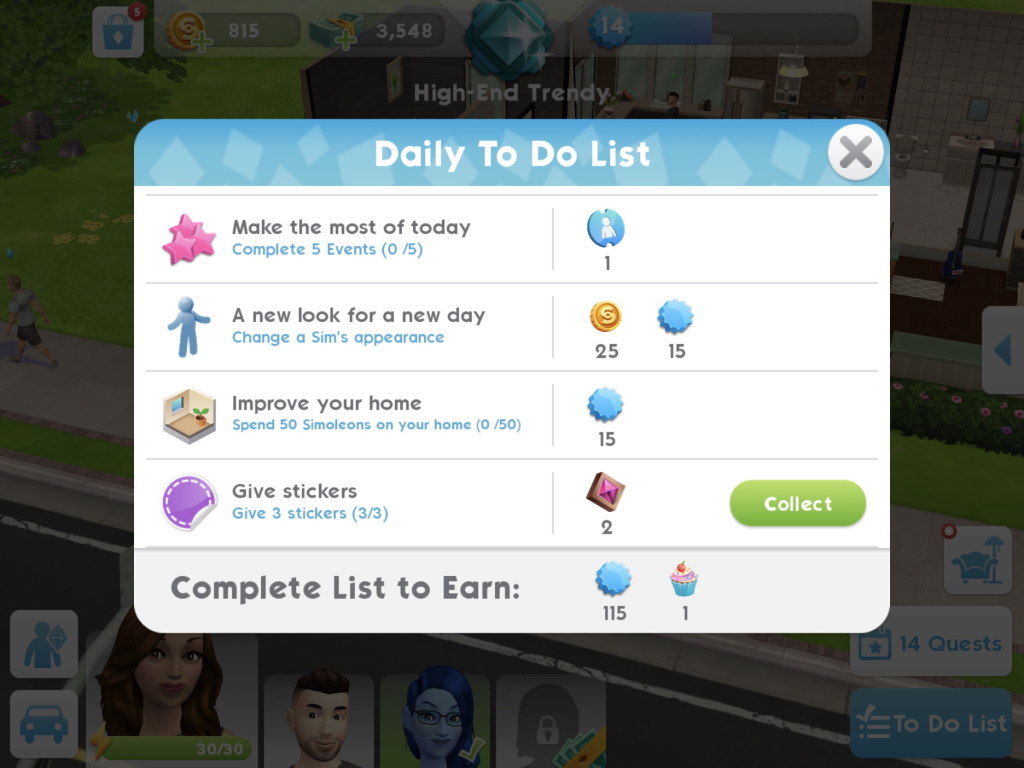 5
815
3,548
14
High-End Trendy
Daily To Do List
Make the most of today
Complete 5 Events (0 /5)
1
A new look for a new day
Change a Sim's appearance
25
15
Improve your home
Spend 50 Simoleons on your home (0 /50)
15
Give stickers
Give 3 stickers (3/3)
2
Collect
Complete List to Earn:
115
1
14 Quests
30/30
To Do List